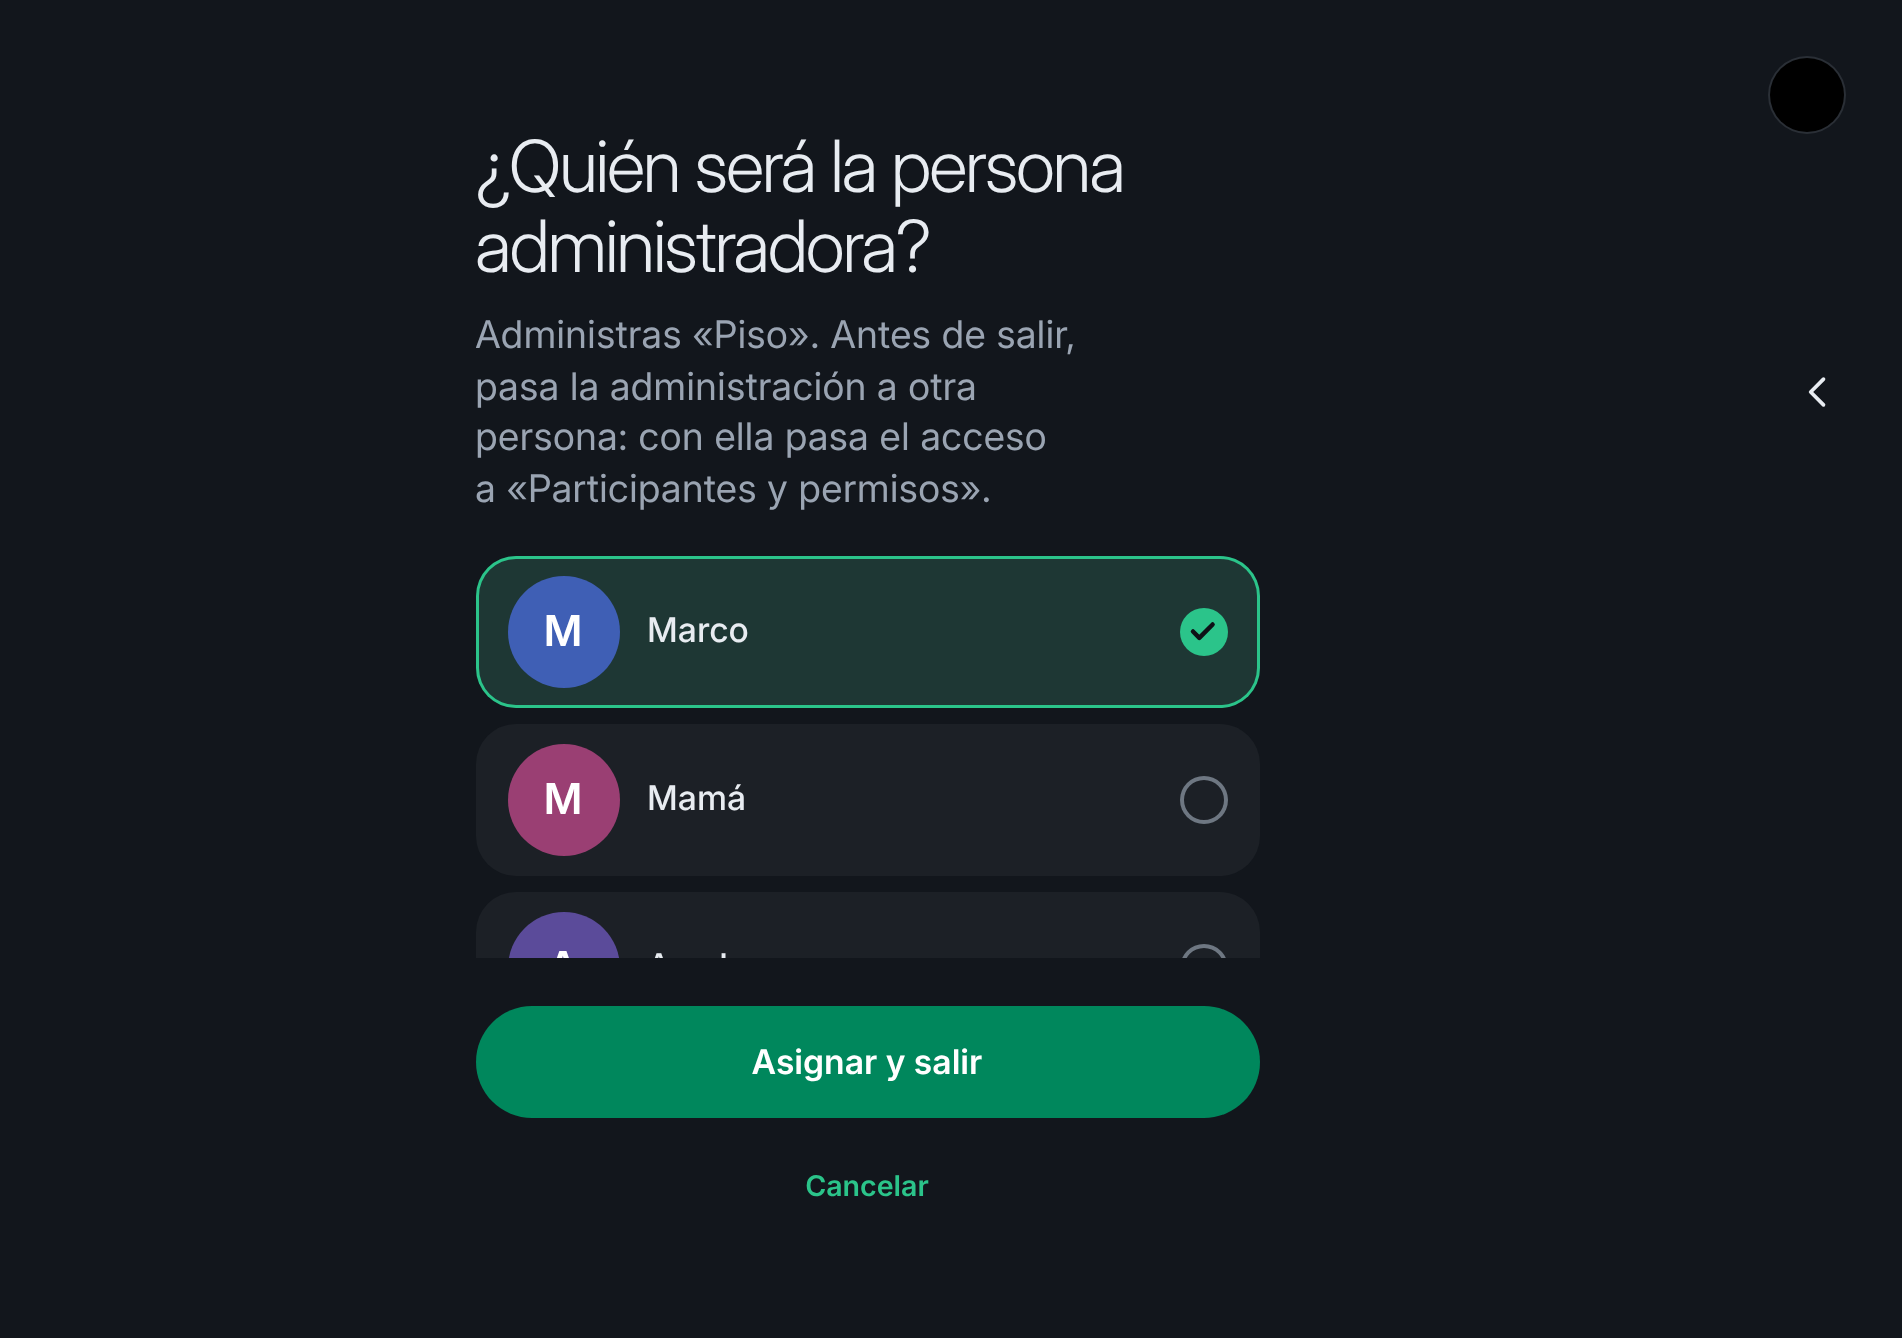 ¿Quién será la persona
administradora?
Administras «Piso». Antes de salir,
pasa la administración a otra
persona: con ella pasa el acceso
a «Participantes y permisos».
M Marco
M Mamá
Asignar y salir
Cancelar